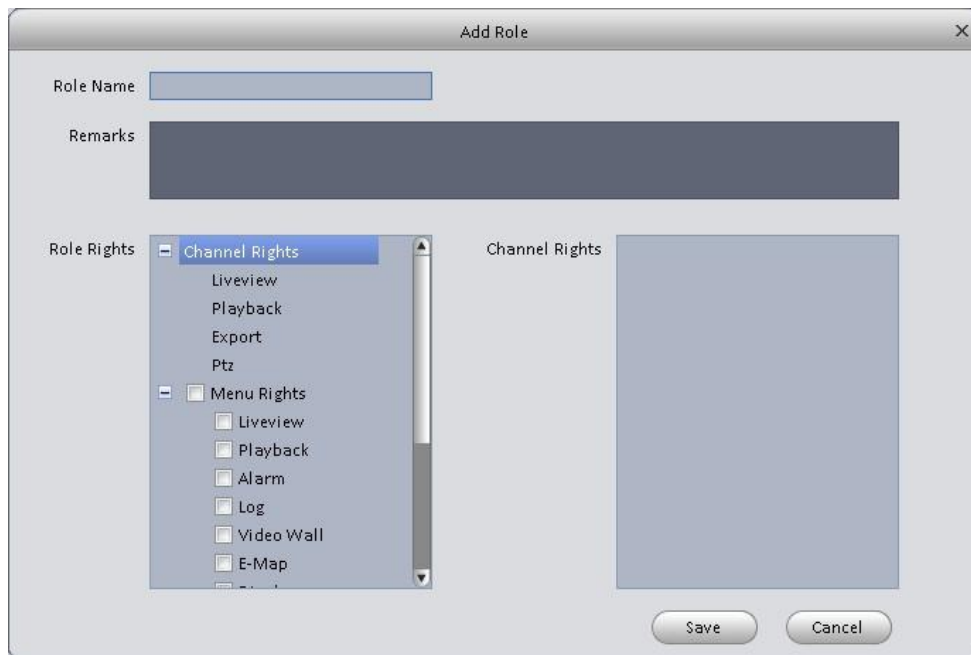 Add Role
Role Name
Remarks
Role Rights
Channel Rights
Liveview
Playback
Export
Ptz
Menu Rights
Liveview
Playback
Alarm
Log
Video Wall
E-Map
Channel Rights
Save
Cancel